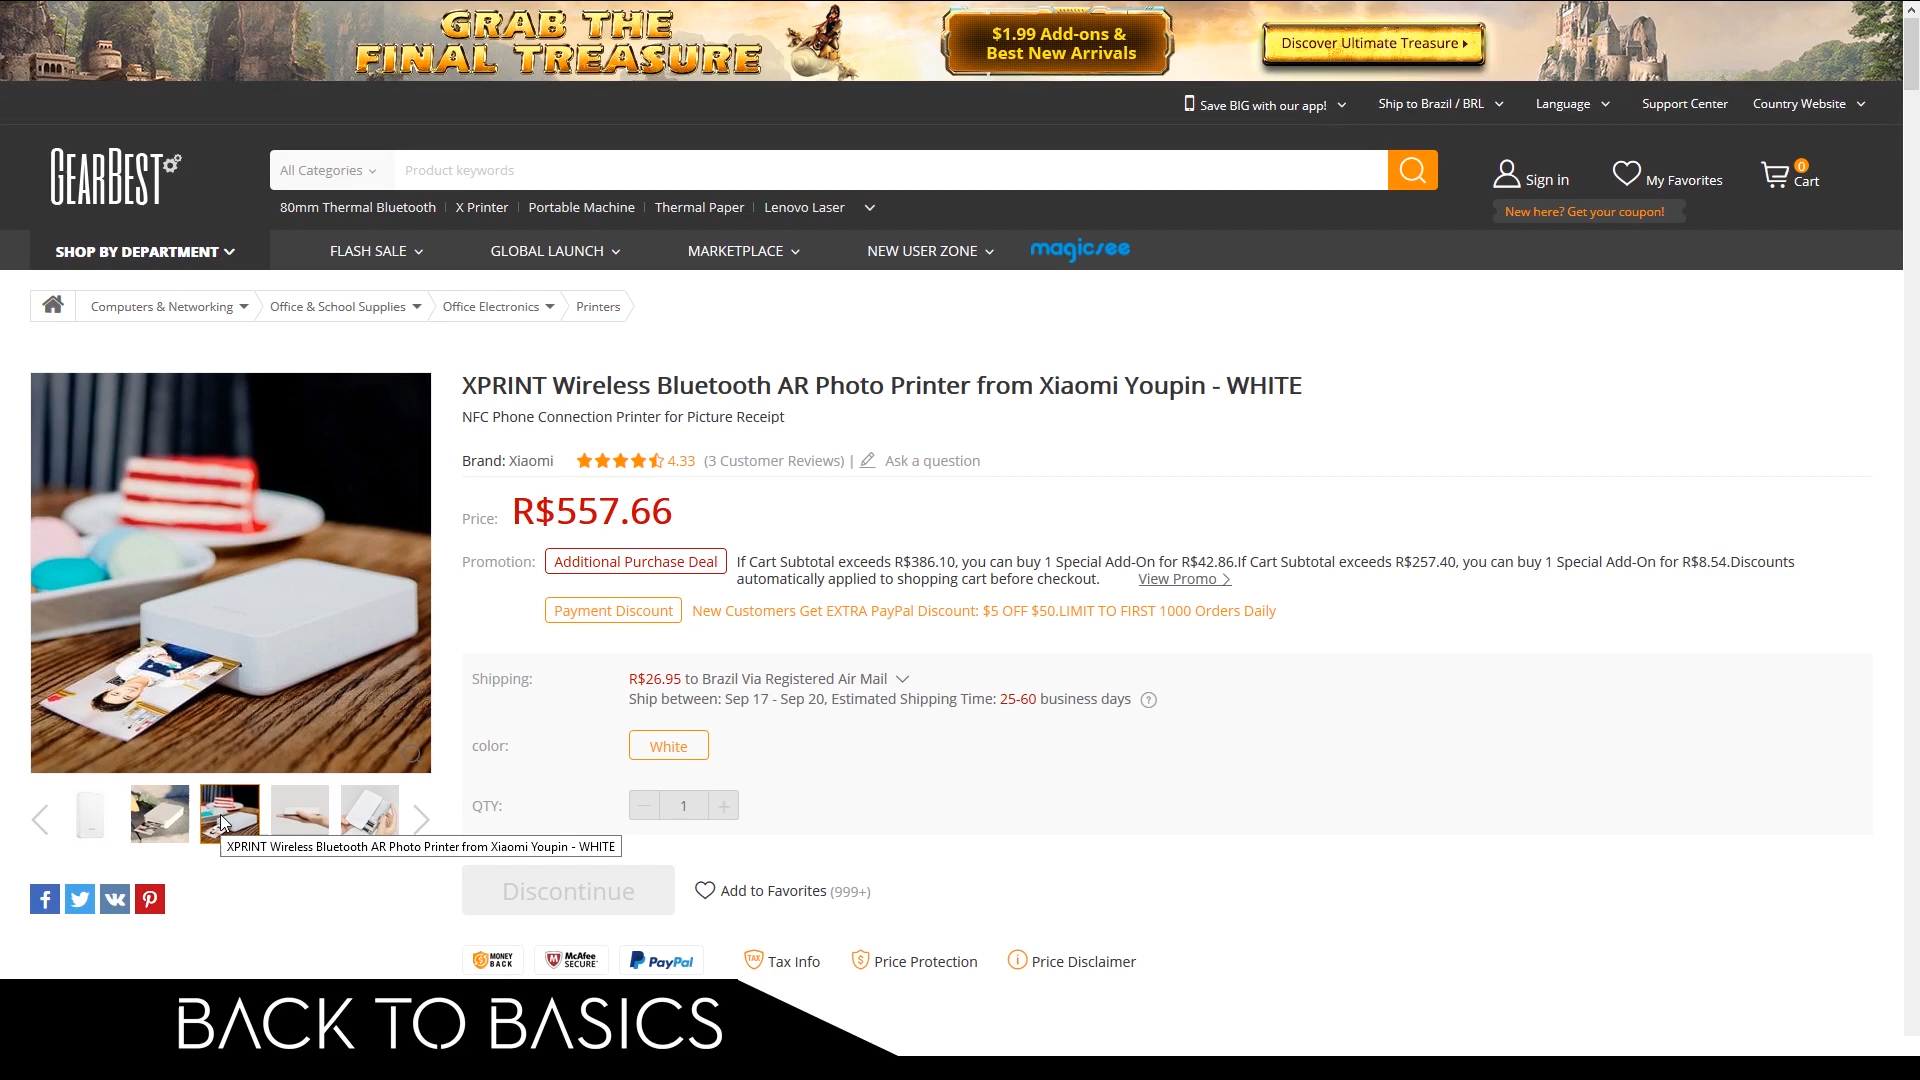 GRAB THE
FINAL TREASURE
$1.99 Add-ons &
Best New Arrivals
Discover Ultimate Treasure
Save BIG with our app!
Ship to Brazil / BRL
Language
Support Center
Country Website
GEARBEST
All Categories
Product keywords
Sign in
My Favorites
0
Cart
New here? Get your coupon!
80mm Thermal Bluetooth
X Printer
Portable Machine
Thermal Paper
Lenovo Laser
SHOP BY DEPARTMENT
FLASH SALE
GLOBAL LAUNCH
MARKETPLACE
NEW USER ZONE
magicsee
Computers & Networking
Office & School Supplies
Office Electronics
Printers
XPRINT Wireless Bluetooth AR Photo Printer from Xiaomi Youpin - WHITE
NFC Phone Connection Printer for Picture Receipt
Brand: Xiaomi
4.33
(3 Customer Reviews) |
Ask a question
Price:
R$557.66
Promotion:
Additional Purchase Deal
If Cart Subtotal exceeds R$386.10, you can buy 1 Special Add-On for R$42.86.If Cart Subtotal exceeds R$257.40, you can buy 1 Special Add-On for R$8.54.Discounts
automatically applied to shopping cart before checkout.
View Promo >
Payment Discount
New Customers Get EXTRA PayPal Discount: $5 OFF $50.LIMIT TO FIRST 1000 Orders Daily
Shipping:
R$26.95 to Brazil Via Registered Air Mail
Ship between: Sep 17 - Sep 20, Estimated Shipping Time: 25-60 business days
?
color:
White
QTY:
1
XPRINT Wireless Bluetooth AR Photo Printer from Xiaomi Youpin - WHITE
Discontinue
Add to Favorites (999+)
MONEY
BACK
McAfee
SECURE
PayPal
TAX
Tax Info
Price Protection
Price Disclaimer
BACK TO BASICS